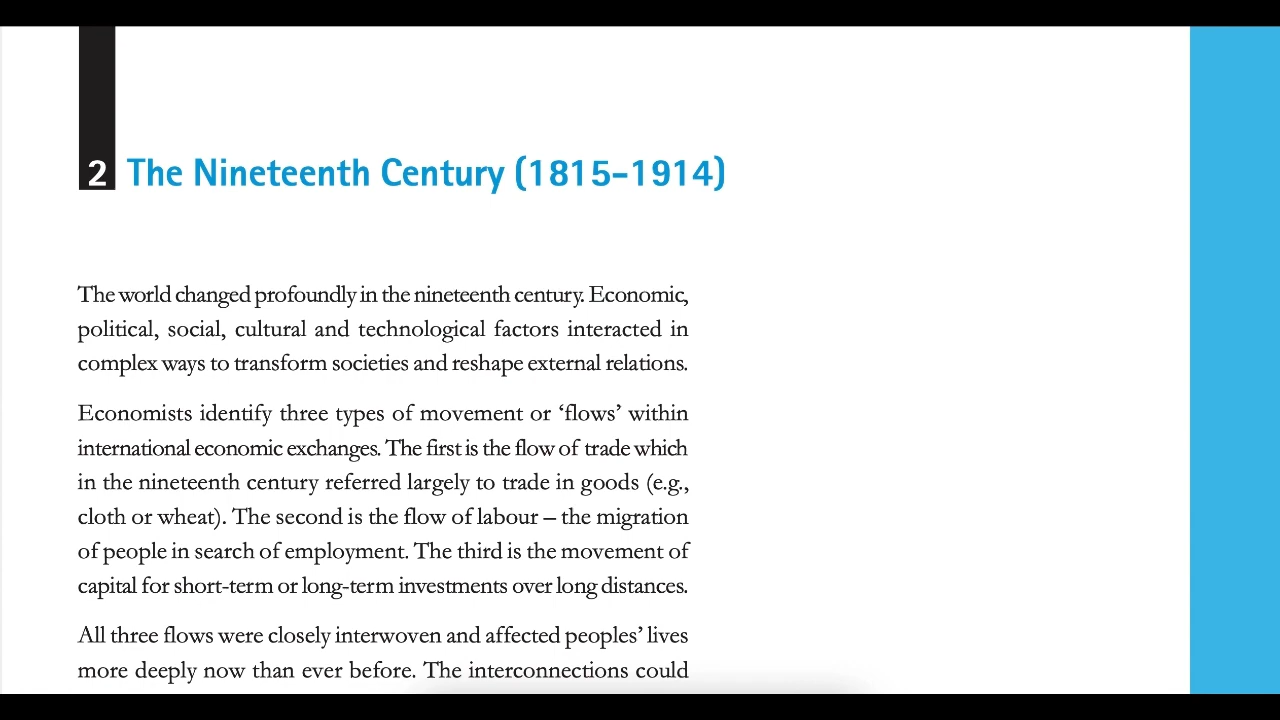 2 The Nineteenth Century (1815–1914)
The world changed profoundly in the nineteenth century. Economic,
political, social, cultural and technological factors interacted in
complex ways to transform societies and reshape external relations.
Economists identify three types of movement or ‘flows’ within
international economic exchanges. The first is the flow of trade which
in the nineteenth century referred largely to trade in goods (e.g.,
cloth or wheat). The second is the flow of labour – the migration
of people in search of employment. The third is the movement of
capital for short-term or long-term investments over long distances.
All three flows were closely interwoven and affected peoples’ lives
more deeply now than ever before. The interconnections could